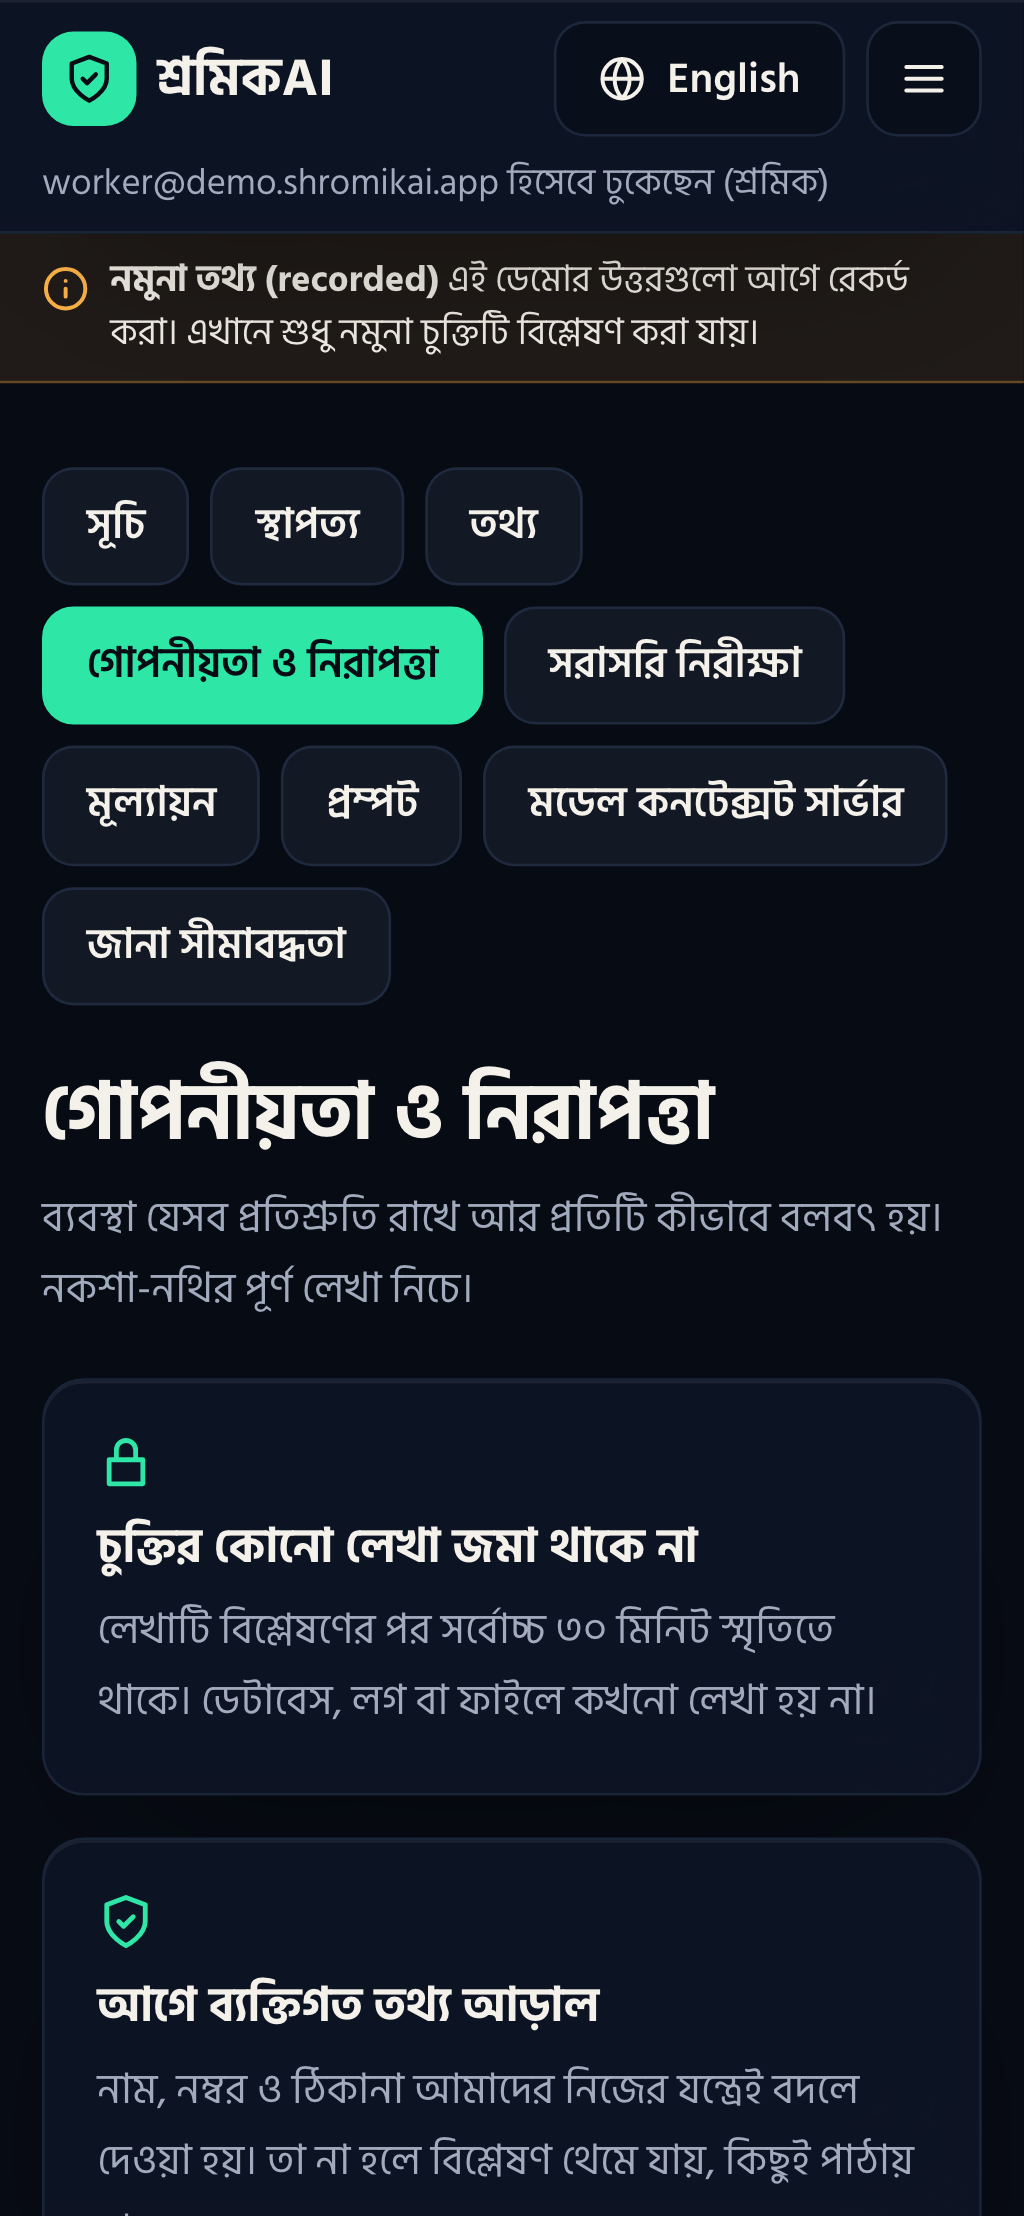 শ্রমিকAI
English
worker@demo.shromikai.app হিসেবে ঢুকেছেন (শ্রমিক)
নমুনা তথ্য (recorded) এই ডেমোর উত্তরগুলো আগে রেকর্ড
করা। এখানে শুধু নমুনা চুক্তিটি বিশ্লেষণ করা যায়।
সূচি
স্থাপত্য
তথ্য
গোপনীয়তা ও নিরাপত্তা
সরাসরি নিরীক্ষা
মূল্যায়ন
প্রম্পট
মডেল কনটেক্সট সার্ভার
জানা সীমাবদ্ধতা
গোপনীয়তা ও নিরাপত্তা
ব্যবস্থা যেসব প্রতিশ্রুতি রাখে আর প্রতিটি কীভাবে বলবৎ হয়।
নকশা-নথির পূর্ণ লেখা নিচে।
চুক্তির কোনো লেখা জমা থাকে না
লেখাটি বিশ্লেষণের পর সর্বোচ্চ ৩০ মিনিট স্মৃতিতে
থাকে। ডেটাবেস, লগ বা ফাইলে কখনো লেখা হয় না।
আগে ব্যক্তিগত তথ্য আড়াল
নাম, নম্বর ও ঠিকানা আমাদের নিজের যন্ত্রেই বদলে
দেওয়া হয়। তা না হলে বিশ্লেষণ থেমে যায়, কিছুই পাঠায়